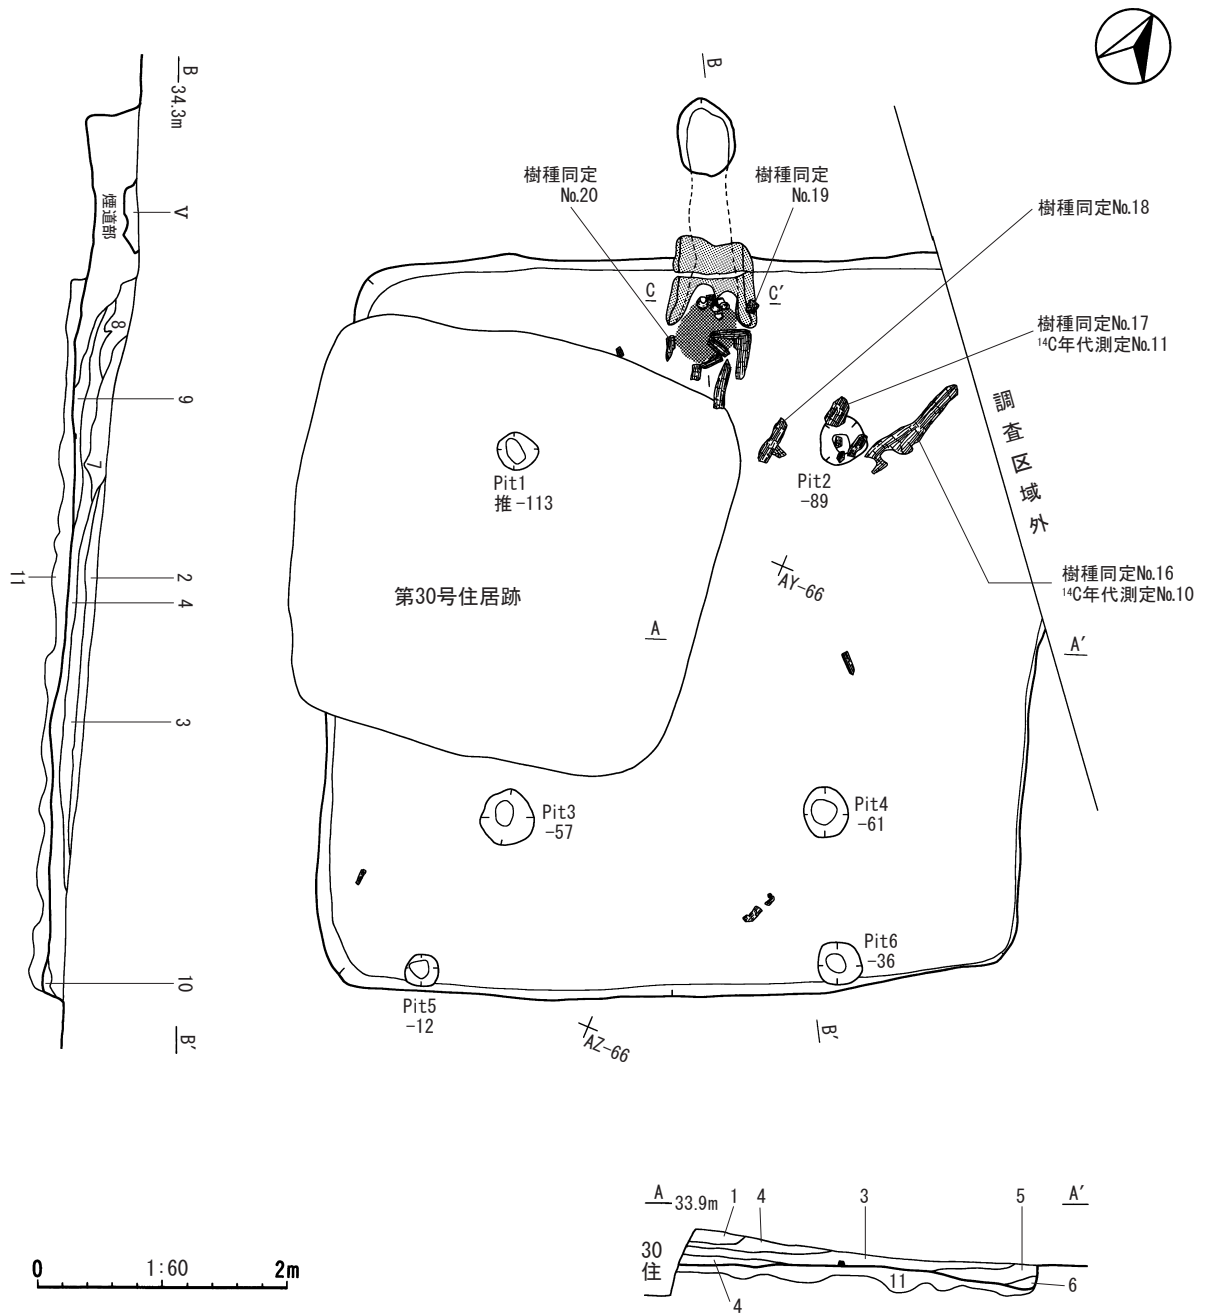 B
B
34.3m
煙道部
V
8
9
7
11
2
4
3
10
B′
樹種同定
No.20
樹種同定
No.19
樹種同定No.18
C
C′
樹種同定No.17
¹⁴C年代測定No.11
調査区域外
Pit1
推-113
Pit2
-89
AY-66
樹種同定No.16
¹⁴C年代測定No.10
第30号住居跡
A
A′
Pit3
-57
Pit4
-61
Pit5
-12
Pit6
-36
AZ-66
B′
A
33.9m
1
4
3
5
A′
30
住
11
6
4
0
1:60
2m